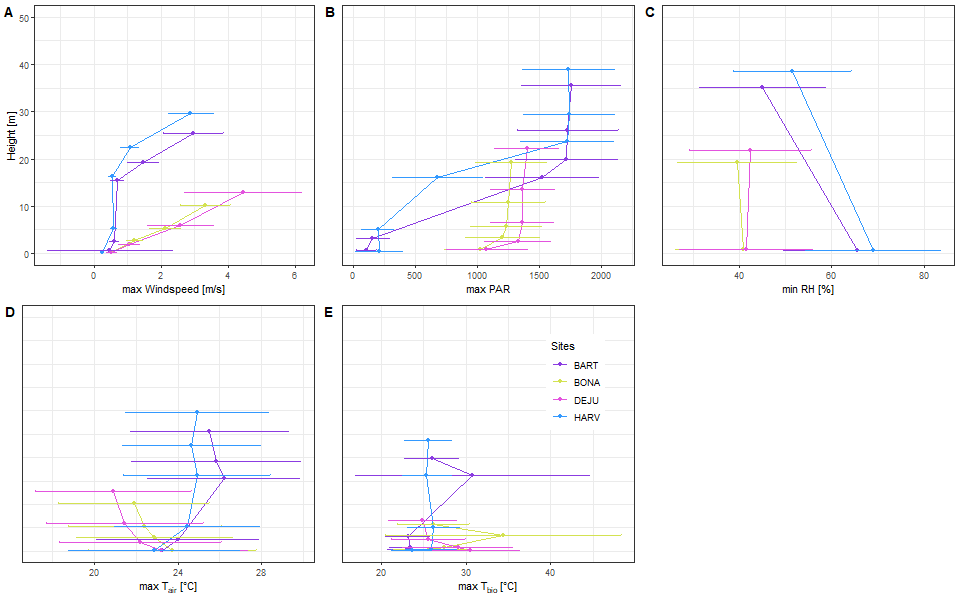 A
B
C
50
40
30
20
10
0
Height [m]
0
2
4
6
max Windspeed [m/s]
0
500
1000
1500
2000
max PAR
40
60
80
min RH [%]
D
E
20
24
28
max Tair [°C]
20
30
40
max Tbio [°C]
Sites
BART
BONA
DEJU
HARV